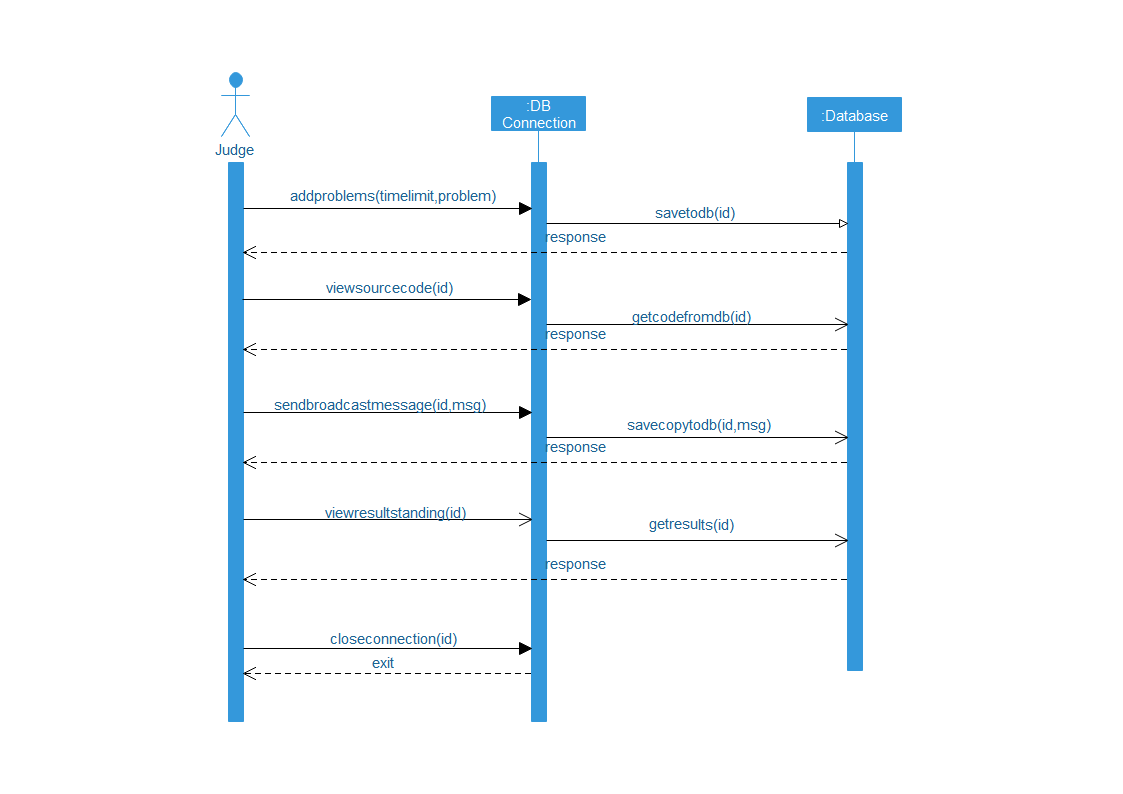 :DB
Connection
:Database
Judge
addproblems(timelimit,problem)
savetodb(id)
response
viewsourcecode(id)
getcodefromdb(id)
response
sendbroadcastmessage(id,msg)
savecopytodb(id,msg)
response
viewresultstanding(id)
getresults(id)
response
closeconnection(id)
exit